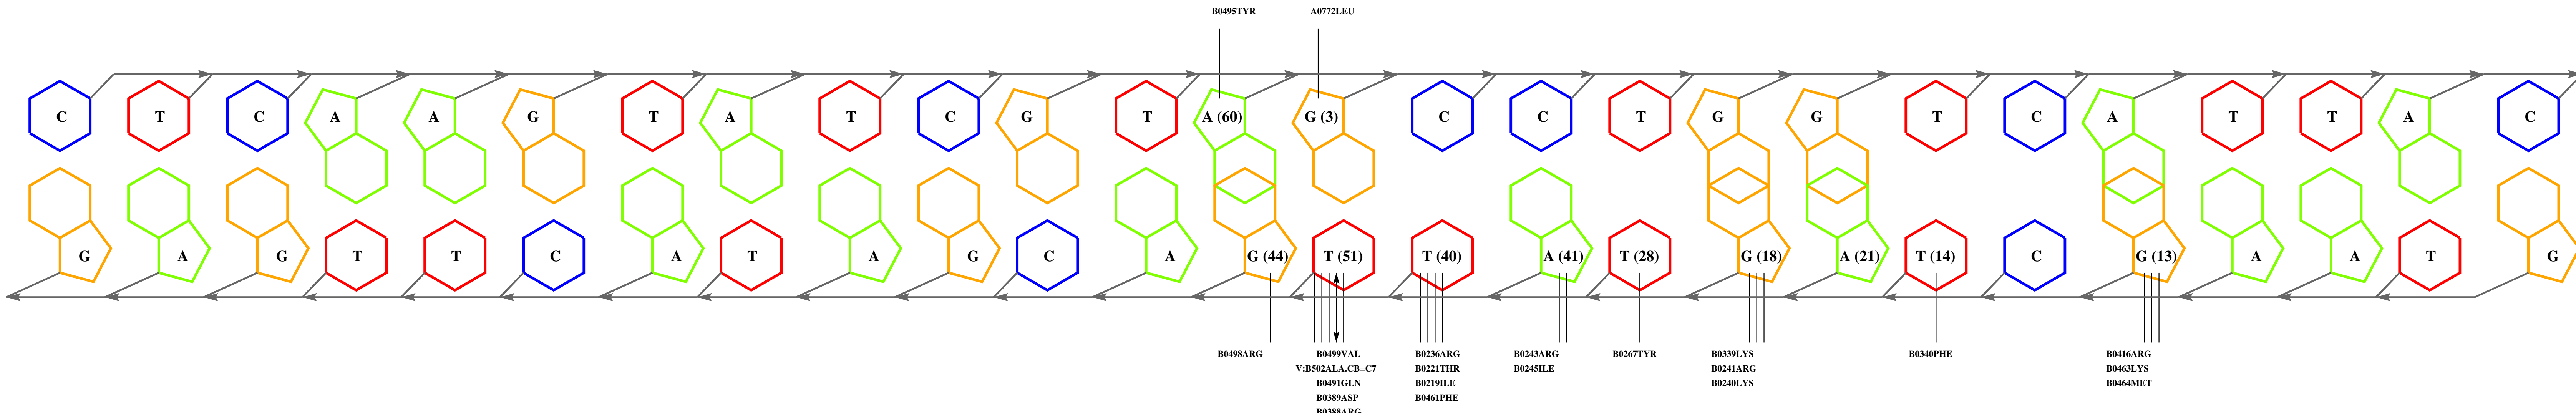 B0495TYR A0772LEU
C T C A A G T A T C G T A (60) G (3) C C T G G T C A T T A C
G A G T T C A T A G C A G (44) T (51) T (40) A (41) T (28) G (18) A (21) T (14) C G (13) A A T G
B0498ARG B0499VAL B0236ARG B0243ARG B0267TYR B0339LYS B0340PHE B0416ARG
V:B502ALA.CB=C7 B0221THR B0245ILE B0241ARG B0463LYS
B0491GLN B0219ILE B0240LYS B0464MET
B0389ASP B0461PHE
B0388ARG